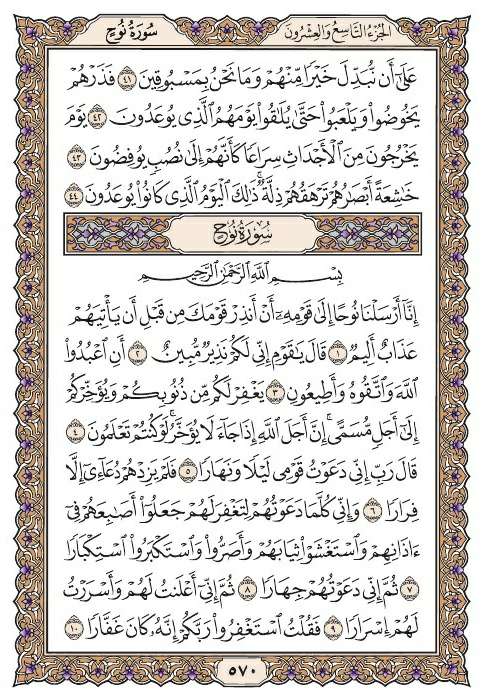 الجزء التاسع والعشرون
سورة نوح
عَلَىٰٓ أَن نُّبَدِّلَ خَيْرًا مِّنْهُمْ وَمَا نَحْنُ بِمَسْبُوقِينَ ٤١ فَذَرْهُمْ
يَخُوضُوا۟ وَيَلْعَبُوا۟ حَتَّىٰ يُلَٰقُوا۟ يَوْمَهُمُ ٱلَّذِى يُوعَدُونَ ٤٢ يَوْمَ
يَخْرُجُونَ مِنَ ٱلْأَجْدَاثِ سِرَاعًا كَأَنَّهُمْ إِلَىٰ نُصُبٍ يُوفِضُونَ ٤٣
خَٰشِعَةً أَبْصَٰرُهُمْ تَرْهَقُهُمْ ذِلَّةٌ ۚ ذَٰلِكَ ٱلْيَوْمُ ٱلَّذِى كَانُوا۟ يُوعَدُونَ ٤٤
سورة نوح
بِسْمِ ٱللَّهِ ٱلرَّحْمَٰنِ ٱلرَّحِيمِ
إِنَّآ أَرْسَلْنَا نُوحًا إِلَىٰ قَوْمِهِۦٓ أَنْ أَنذِرْ قَوْمَكَ مِن قَبْلِ أَن يَأْتِيَهُمْ
عَذَابٌ أَلِيمٌ ١ قَالَ يَٰقَوْمِ إِنِّى لَكُمْ نَذِيرٌ مُّبِينٌ ٢ أَنِ ٱعْبُدُوا۟
ٱللَّهَ وَٱتَّقُوهُ وَأَطِيعُونِ ٣ يَغْفِرْ لَكُم مِّن ذُنُوبِكُمْ وَيُؤَخِّرْكُمْ
إِلَىٰٓ أَجَلٍ مُّسَمًّى ۚ إِنَّ أَجَلَ ٱللَّهِ إِذَا جَآءَ لَا يُؤَخَّرُ ۖ لَوْ كُنتُمْ تَعْلَمُونَ ٤
قَالَ رَبِّ إِنِّى دَعَوْتُ قَوْمِى لَيْلًا وَنَهَارًا ٥ فَلَمْ يَزِدْهُمْ دُعَآءِىٓ إِلَّا
فِرَارًا ٦ وَإِنِّى كُلَّمَا دَعَوْتُهُمْ لِتَغْفِرَ لَهُمْ جَعَلُوٓا۟ أَصَٰبِعَهُمْ فِىٓ
ءَاذَانِهِمْ وَٱسْتَغْشَوْا۟ ثِيَابَهُمْ وَأَصَرُّوا۟ وَٱسْتَكْبَرُوا۟ ٱسْتِكْبَارًا
٧ ثُمَّ إِنِّى دَعَوْتُهُمْ جِهَارًا ٨ ثُمَّ إِنِّىٓ أَعْلَنتُ لَهُمْ وَأَسْرَرْتُ
لَهُمْ إِسْرَارًا ٩ فَقُلْتُ ٱسْتَغْفِرُوا۟ رَبَّكُمْ إِنَّهُۥ كَانَ غَفَّارًا ١٠
٥٧٠